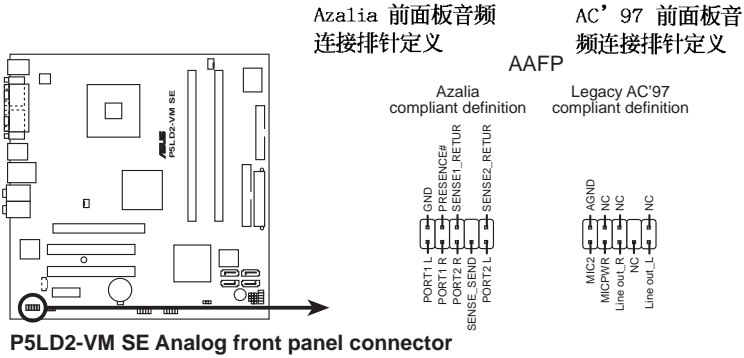 Azalia 前面板音频
连接排针定义
AC’97 前面板音
频连接排针定义
AAFP
Azalia
compliant definition
Legacy AC’97
compliant definition
GND
PRESENCE#
SENSE1_RETUR
SENSE2_RETUR
PORT1 L
PORT1 R
PORT2 R
SENSE_SEND
PORT2 L
AGND
NC
NC
NC
MIC2
MICPWR
Line out_R
NC
Line out_L
ASUS
P5LD2-VM SE
P5LD2-VM SE Analog front panel connector